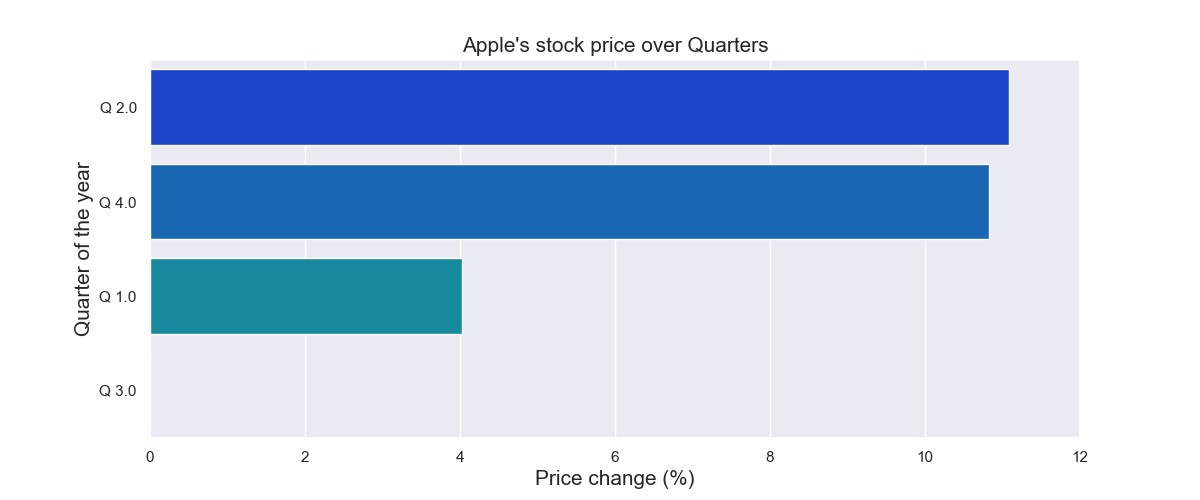 Apple's stock price over Quarters
Quarter of the year
Q 2.0
Q 4.0
Q 1.0
Q 3.0
0 2 4 6 8 10 12
Price change (%)